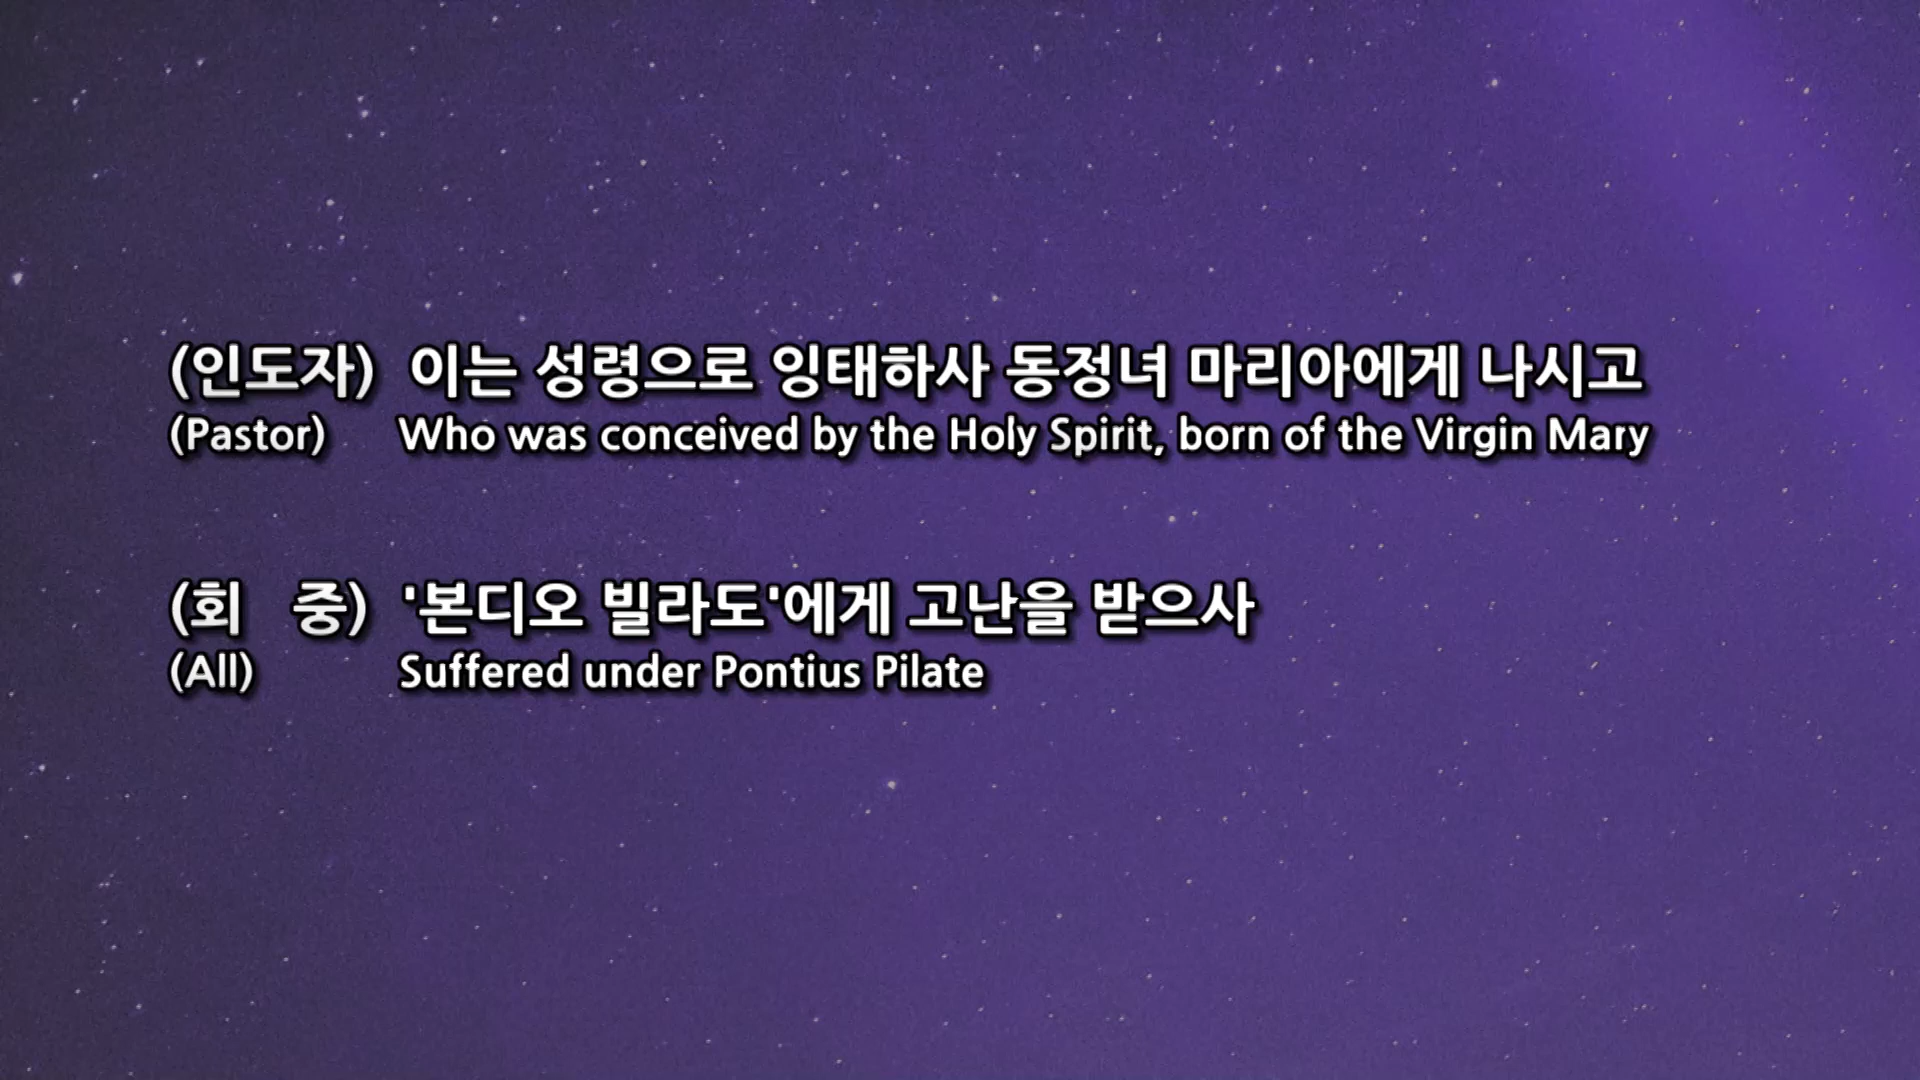 (인도자) 이는 성령으로 잉태하사 동정녀 마리아에게 나시고
(Pastor) Who was conceived by the Holy Spirit, born of the Virgin Mary
(회 중) '본디오 빌라도'에게 고난을 받으사
(All) Suffered under Pontius Pilate